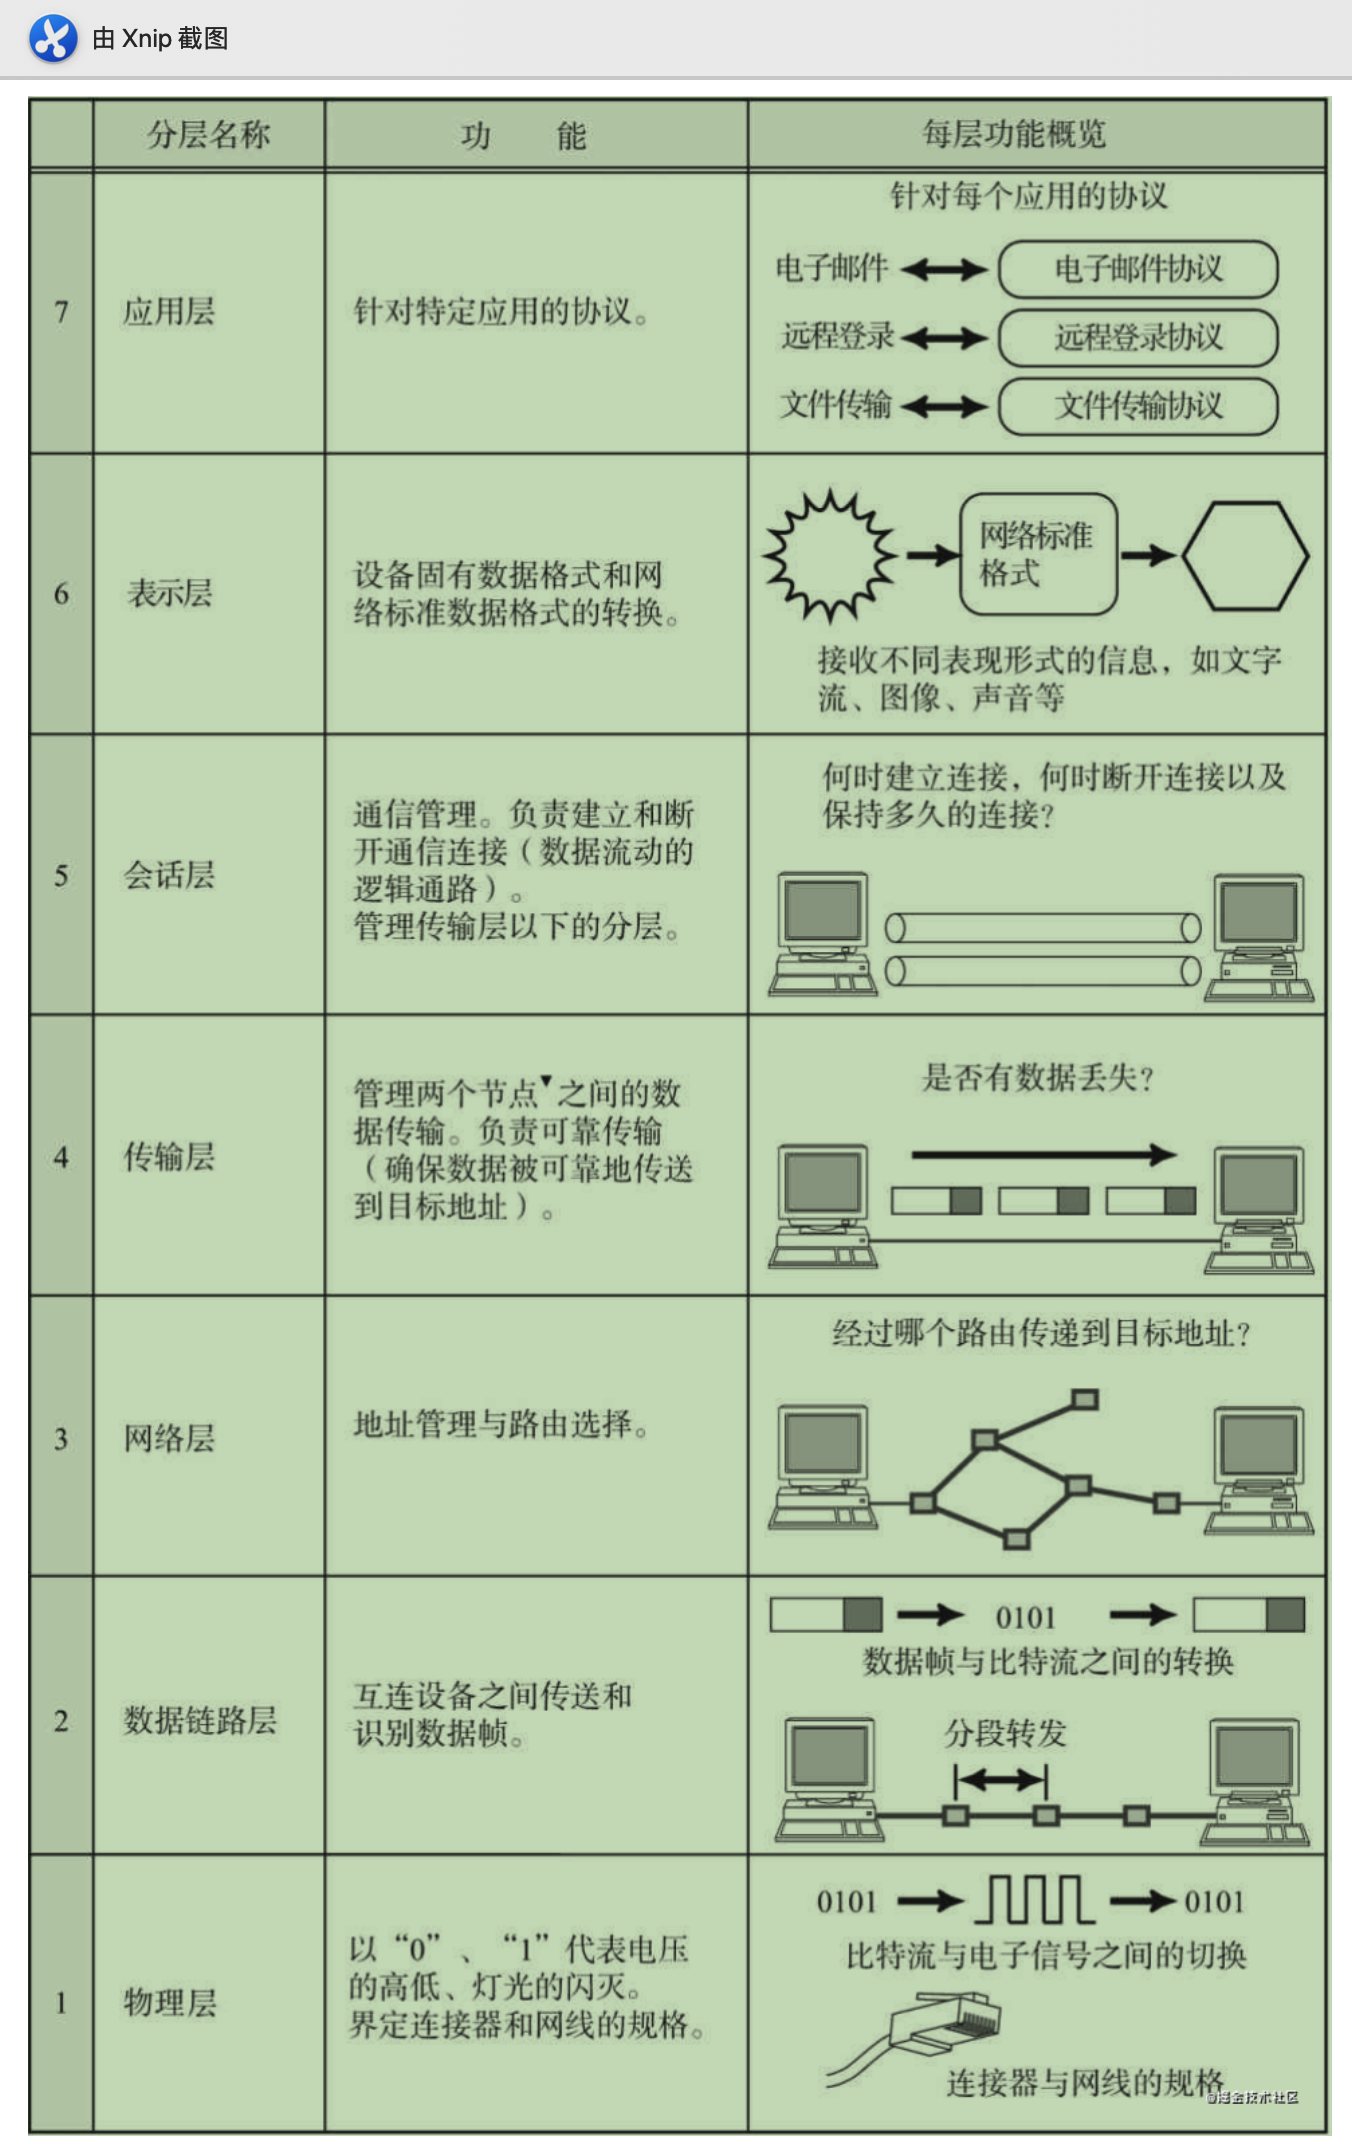 由 Xnip 截图
分层名称
功 能
每层功能概览
7
应用层
针对特定应用的协议。
针对每个应用的协议
电子邮件
电子邮件协议
远程登录
远程登录协议
文件传输
文件传输协议
6
表示层
设备固有数据格式和网
络标准数据格式的转换。
网络标准
格式
接收不同表现形式的信息，如文字
流、图像、声音等
5
会话层
通信管理。负责建立和断
开通信连接（数据流动的
逻辑通路）。
管理传输层以下的分层。
何时建立连接，何时断开连接以及
保持多久的连接？
4
传输层
管理两个节点▼之间的数
据传输。负责可靠传输
（确保数据被可靠地传送
到目标地址）。
是否有数据丢失？
3
网络层
地址管理与路由选择。
经过哪个路由传递到目标地址？
2
数据链路层
互连设备之间传送和
识别数据帧。
0101
数据帧与比特流之间的转换
分段转发
1
物理层
以“0”、“1”代表电压
的高低、灯光的闪灭。
界定连接器和网线的规格。
0101
0101
比特流与电子信号之间的切换
连接器与网线的规格
@掘金技术社区